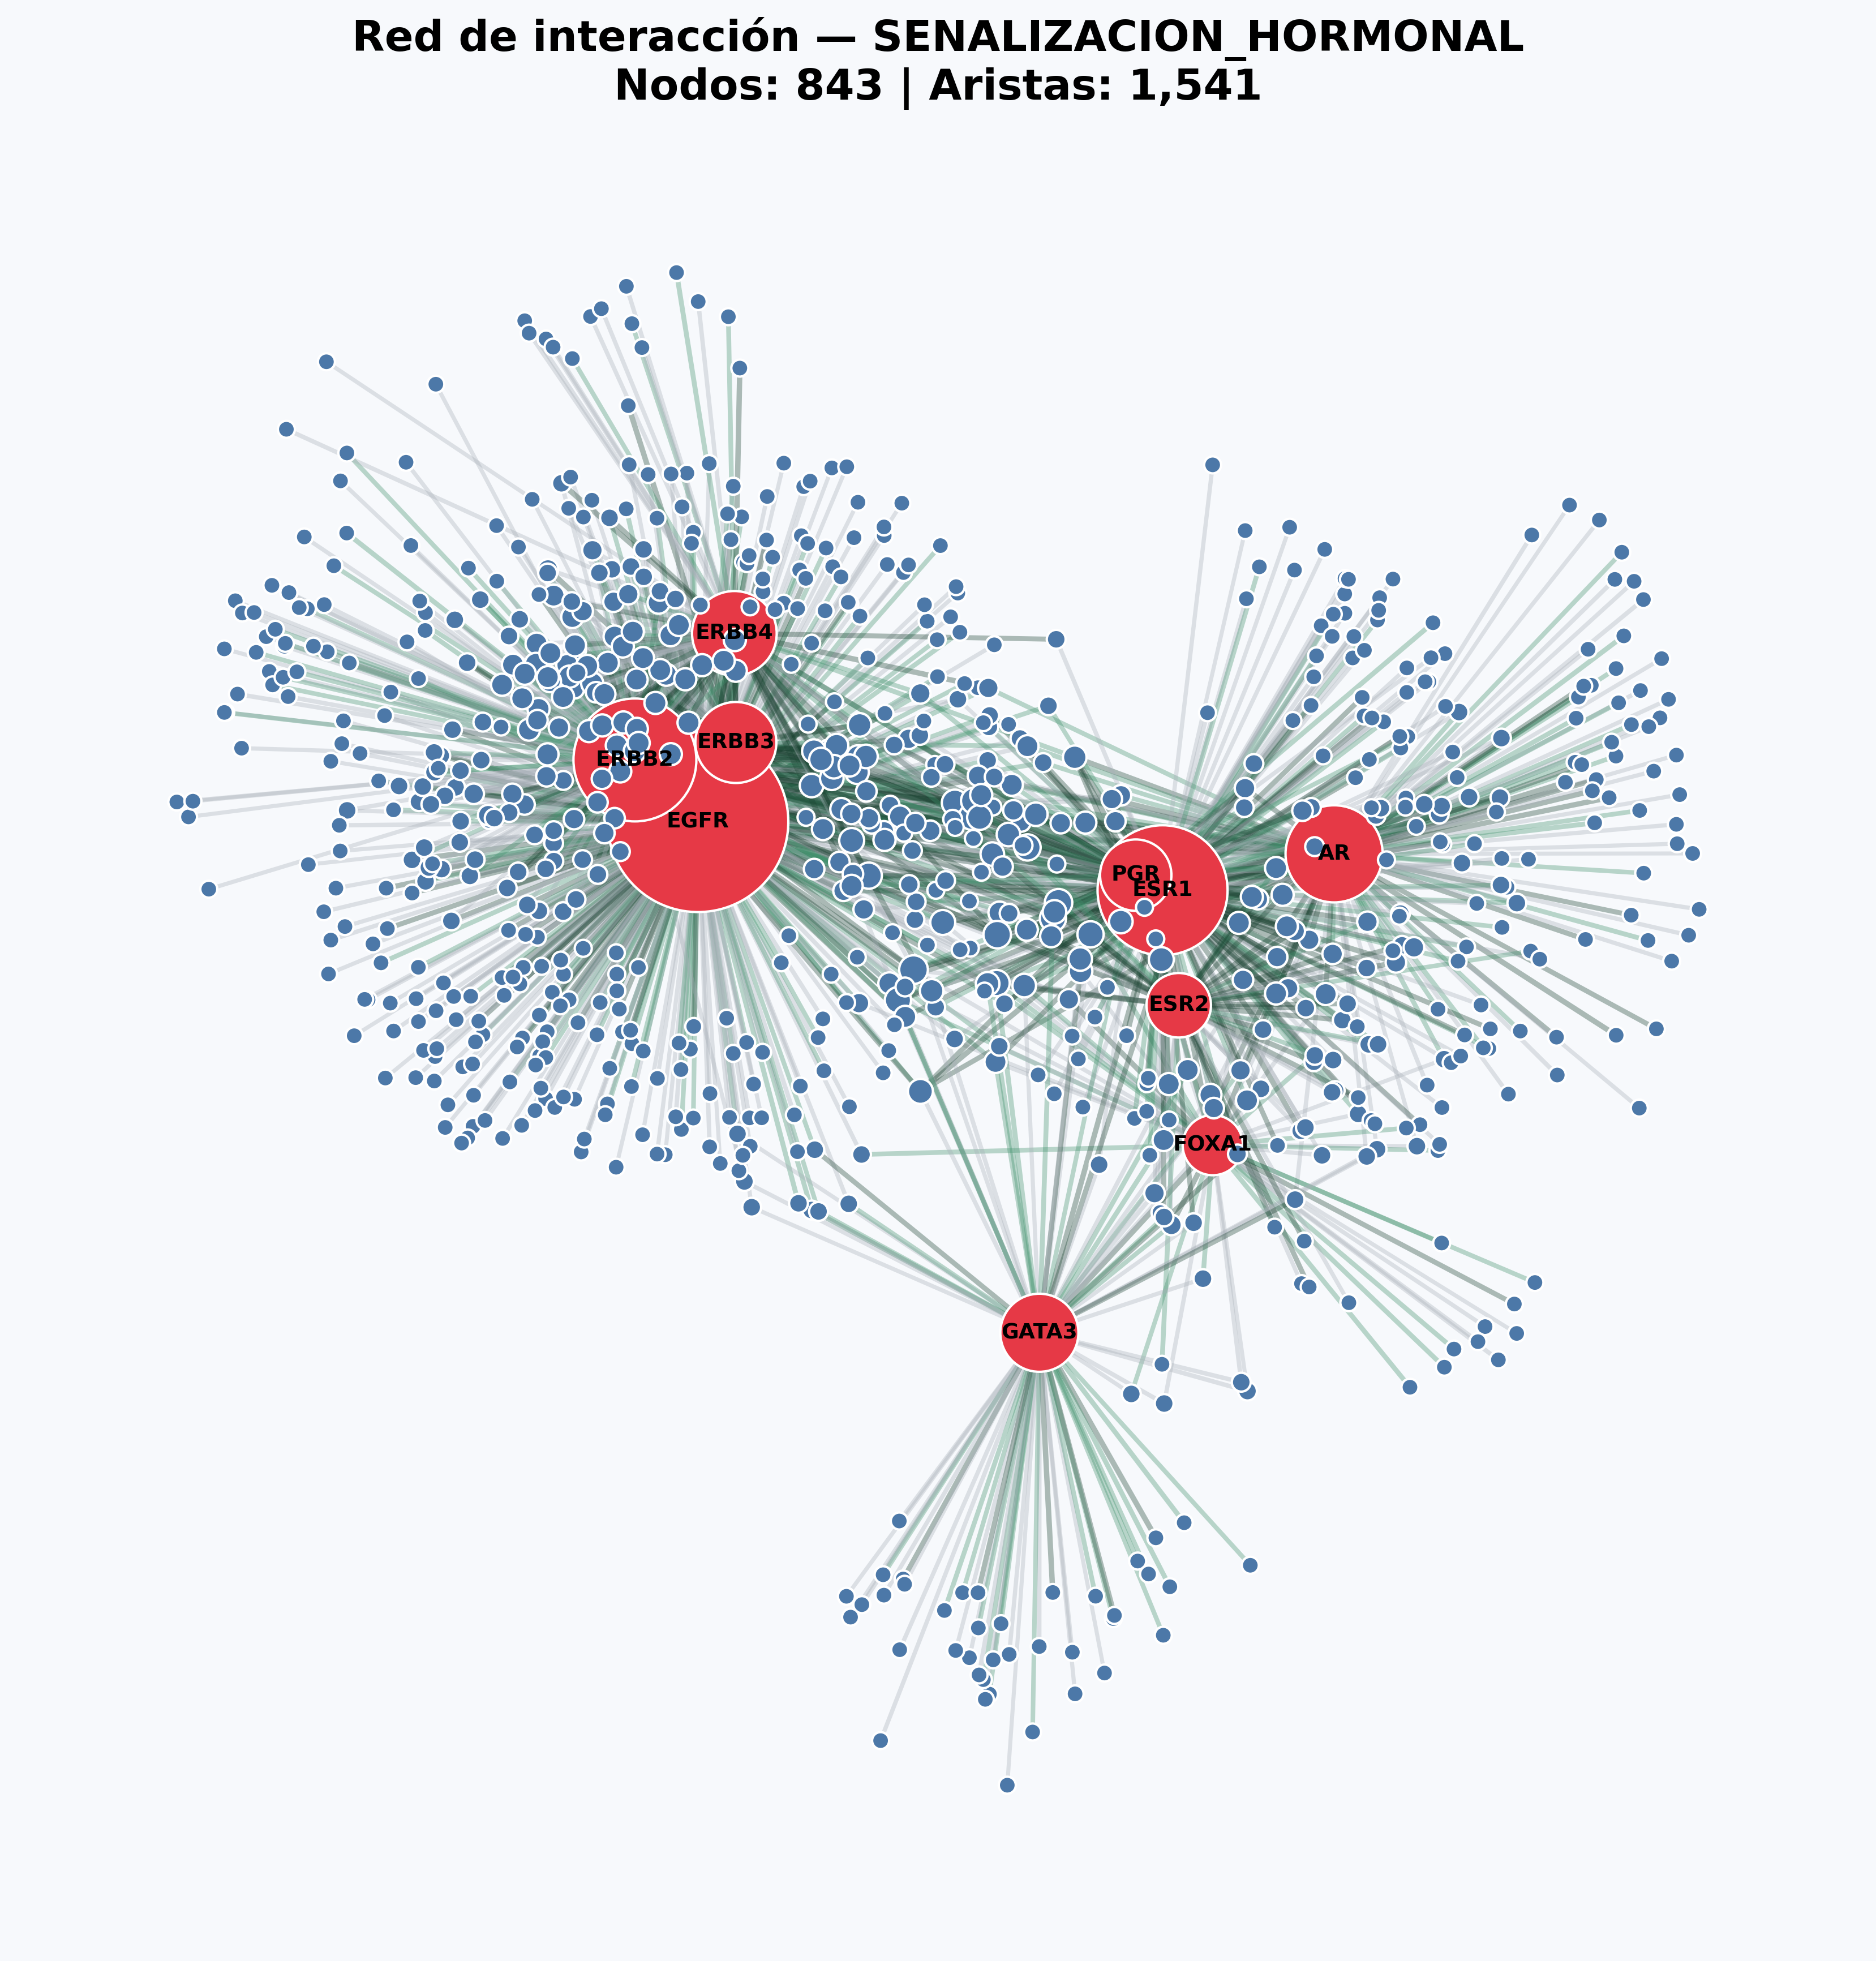 Red de interacción — SENALIZACION_HORMONAL
Nodos: 843 | Aristas: 1,541
ERBB4
ERBB3
ERBB2
EGFR
AR
PGR
ESR1
ESR2
FOXA1
GATA3